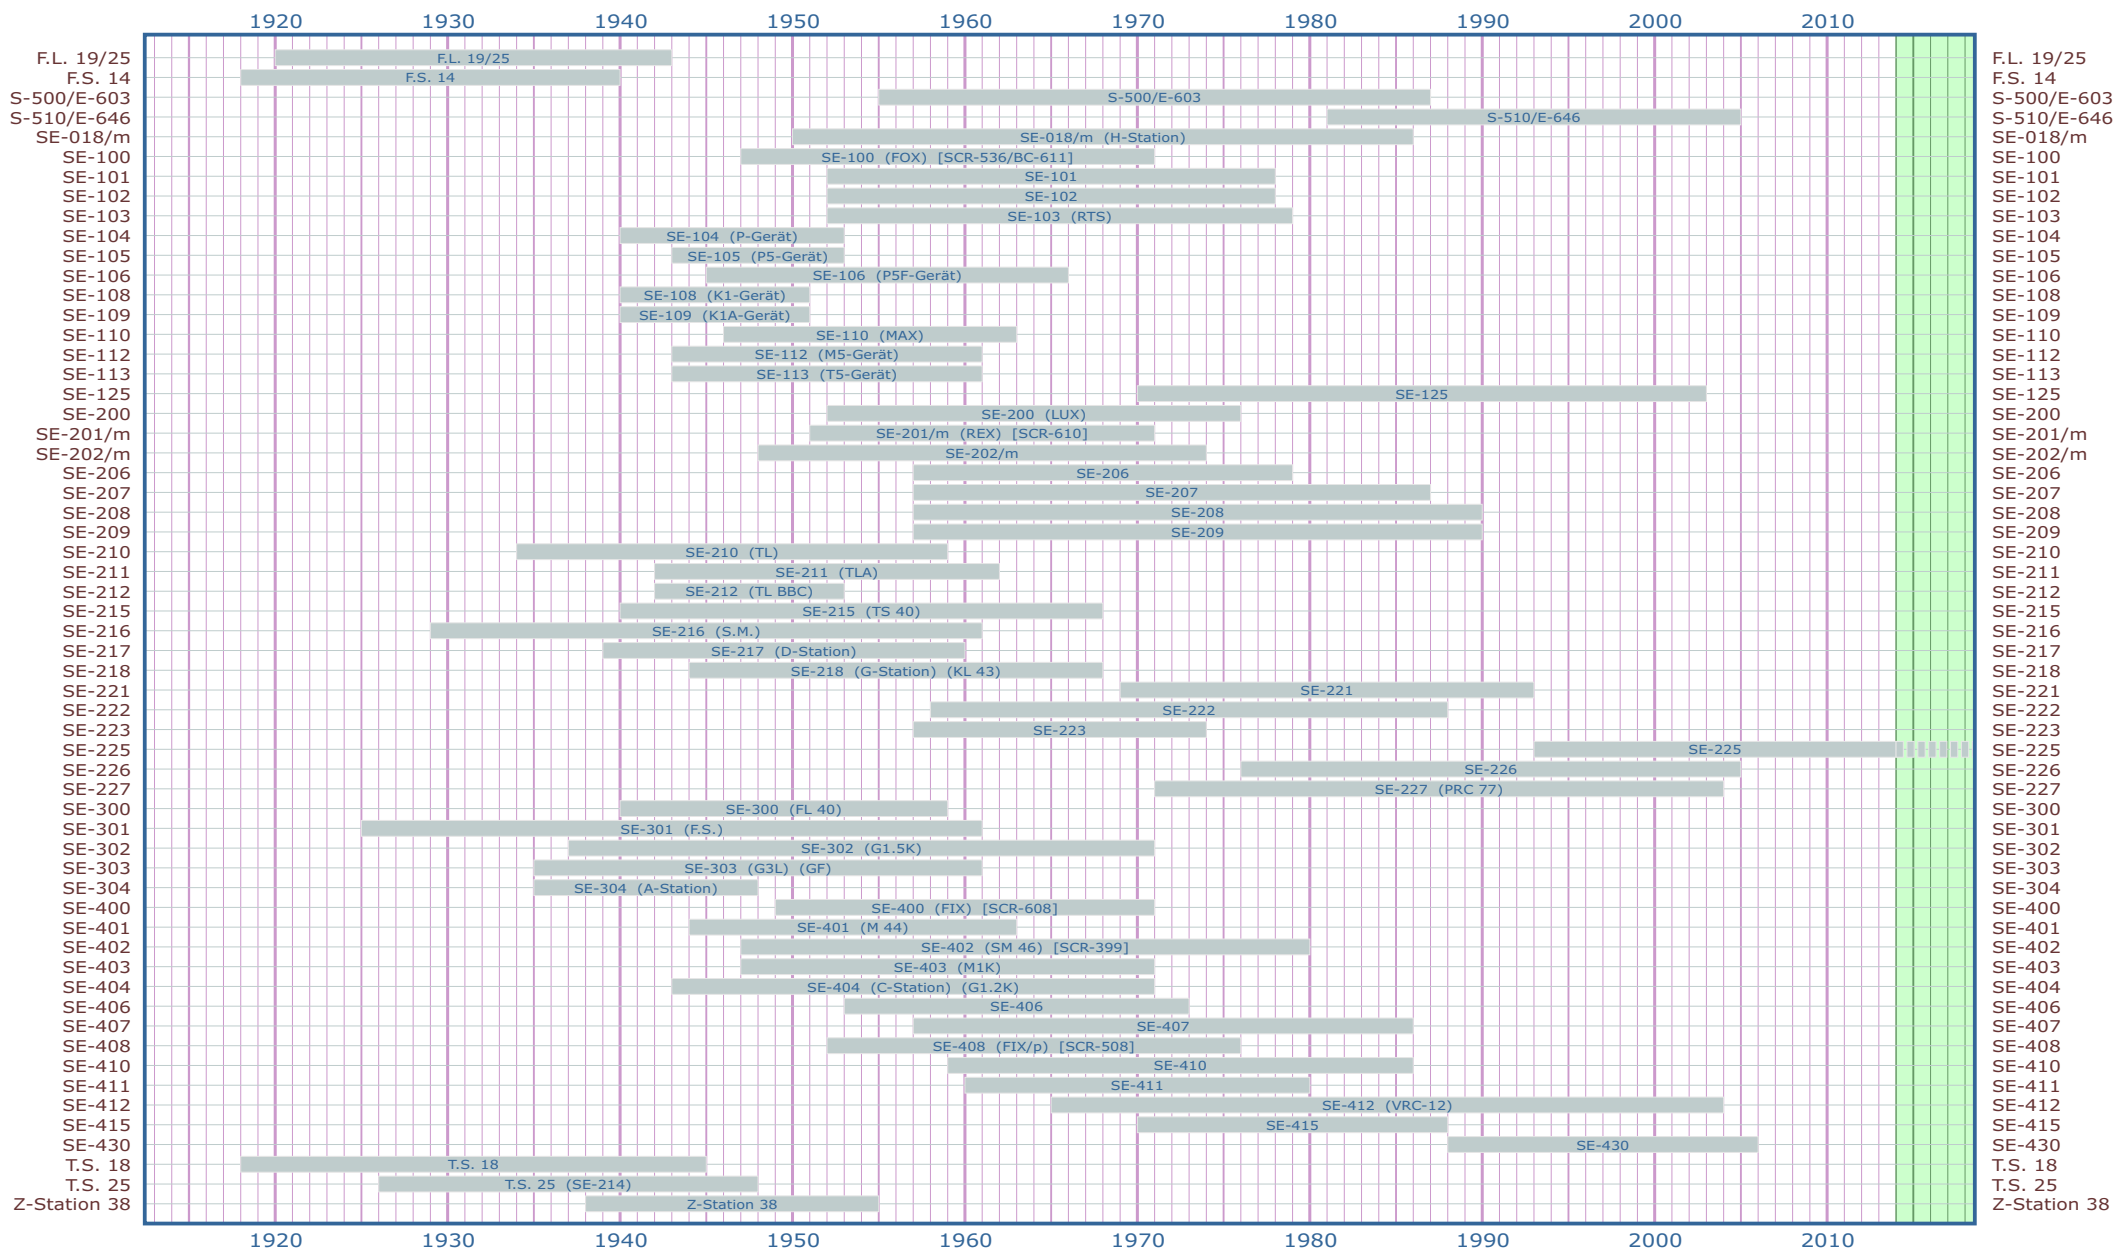 1920 1930 1940 1950 1960 1970 1980 1990 2000 2010
F.L. 19/25 F.L. 19/25 F.L. 19/25
F.S. 14 F.S. 14 F.S. 14
S-500/E-603 S-500/E-603 S-500/E-603
S-510/E-646 S-510/E-646 S-510/E-646
SE-018/m SE-018/m (H-Station) SE-018/m
SE-100 SE-100 (FOX) [SCR-536/BC-611] SE-100
SE-101 SE-101 SE-101
SE-102 SE-102 SE-102
SE-103 SE-103 (RTS) SE-103
SE-104 SE-104 (P-Gerät) SE-104
SE-105 SE-105 (P5-Gerät) SE-105
SE-106 SE-106 (P5F-Gerät) SE-106
SE-108 SE-108 (K1-Gerät) SE-108
SE-109 SE-109 (K1A-Gerät) SE-109
SE-110 SE-110 (MAX) SE-110
SE-112 SE-112 (M5-Gerät) SE-112
SE-113 SE-113 (T5-Gerät) SE-113
SE-125 SE-125 SE-125
SE-200 SE-200 (LUX) SE-200
SE-201/m SE-201/m (REX) [SCR-610] SE-201/m
SE-202/m SE-202/m SE-202/m
SE-206 SE-206 SE-206
SE-207 SE-207 SE-207
SE-208 SE-208 SE-208
SE-209 SE-209 SE-209
SE-210 SE-210 (TL) SE-210
SE-211 SE-211 (TLA) SE-211
SE-212 SE-212 (TL BBC) SE-212
SE-215 SE-215 (TS 40) SE-215
SE-216 SE-216 (S.M.) SE-216
SE-217 SE-217 (D-Station) SE-217
SE-218 SE-218 (G-Station) (KL 43) SE-218
SE-221 SE-221 SE-221
SE-222 SE-222 SE-222
SE-223 SE-223 SE-223
SE-225 SE-225 SE-225
SE-226 SE-226 SE-226
SE-227 SE-227 (PRC 77) SE-227
SE-300 SE-300 (FL 40) SE-300
SE-301 SE-301 (F.S.) SE-301
SE-302 SE-302 (G1.5K) SE-302
SE-303 SE-303 (G3L) (GF) SE-303
SE-304 SE-304 (A-Station) SE-304
SE-400 SE-400 (FIX) [SCR-608] SE-400
SE-401 SE-401 (M 44) SE-401
SE-402 SE-402 (SM 46) [SCR-399] SE-402
SE-403 SE-403 (M1K) SE-403
SE-404 SE-404 (C-Station) (G1.2K) SE-404
SE-406 SE-406 SE-406
SE-407 SE-407 SE-407
SE-408 SE-408 (FIX/p) [SCR-508] SE-408
SE-410 SE-410 SE-410
SE-411 SE-411 SE-411
SE-412 SE-412 (VRC-12) SE-412
SE-415 SE-415 SE-415
SE-430 SE-430 SE-430
T.S. 18 T.S. 18 T.S. 18
T.S. 25 T.S. 25 (SE-214) T.S. 25
Z-Station 38 Z-Station 38 Z-Station 38
1920 1930 1940 1950 1960 1970 1980 1990 2000 2010